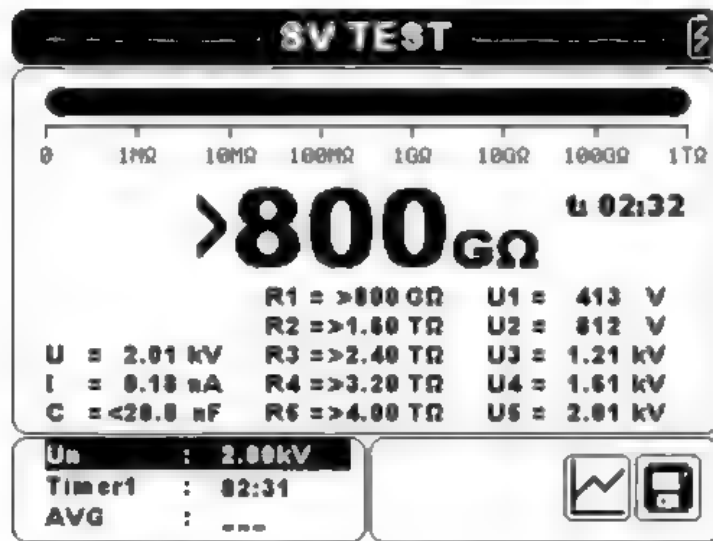 SV TEST
0 1MΩ 10MΩ 100MΩ 1GΩ 10GΩ 100GΩ 1TΩ
>800GΩ
t: 02:32
R1 = >800 GΩ U1 = 413 V
R2 =>1.60 TΩ U2 = 812 V
U = 2.01 kV R3 =>2.40 TΩ U3 = 1.21 kV
I = 0.18 nA R4 =>3.20 TΩ U4 = 1.61 kV
C =<20.0 nF R5 =>4.00 TΩ U5 = 2.01 kV
Un : 2.00kV
Timer1 : 02:31
AVG : ___